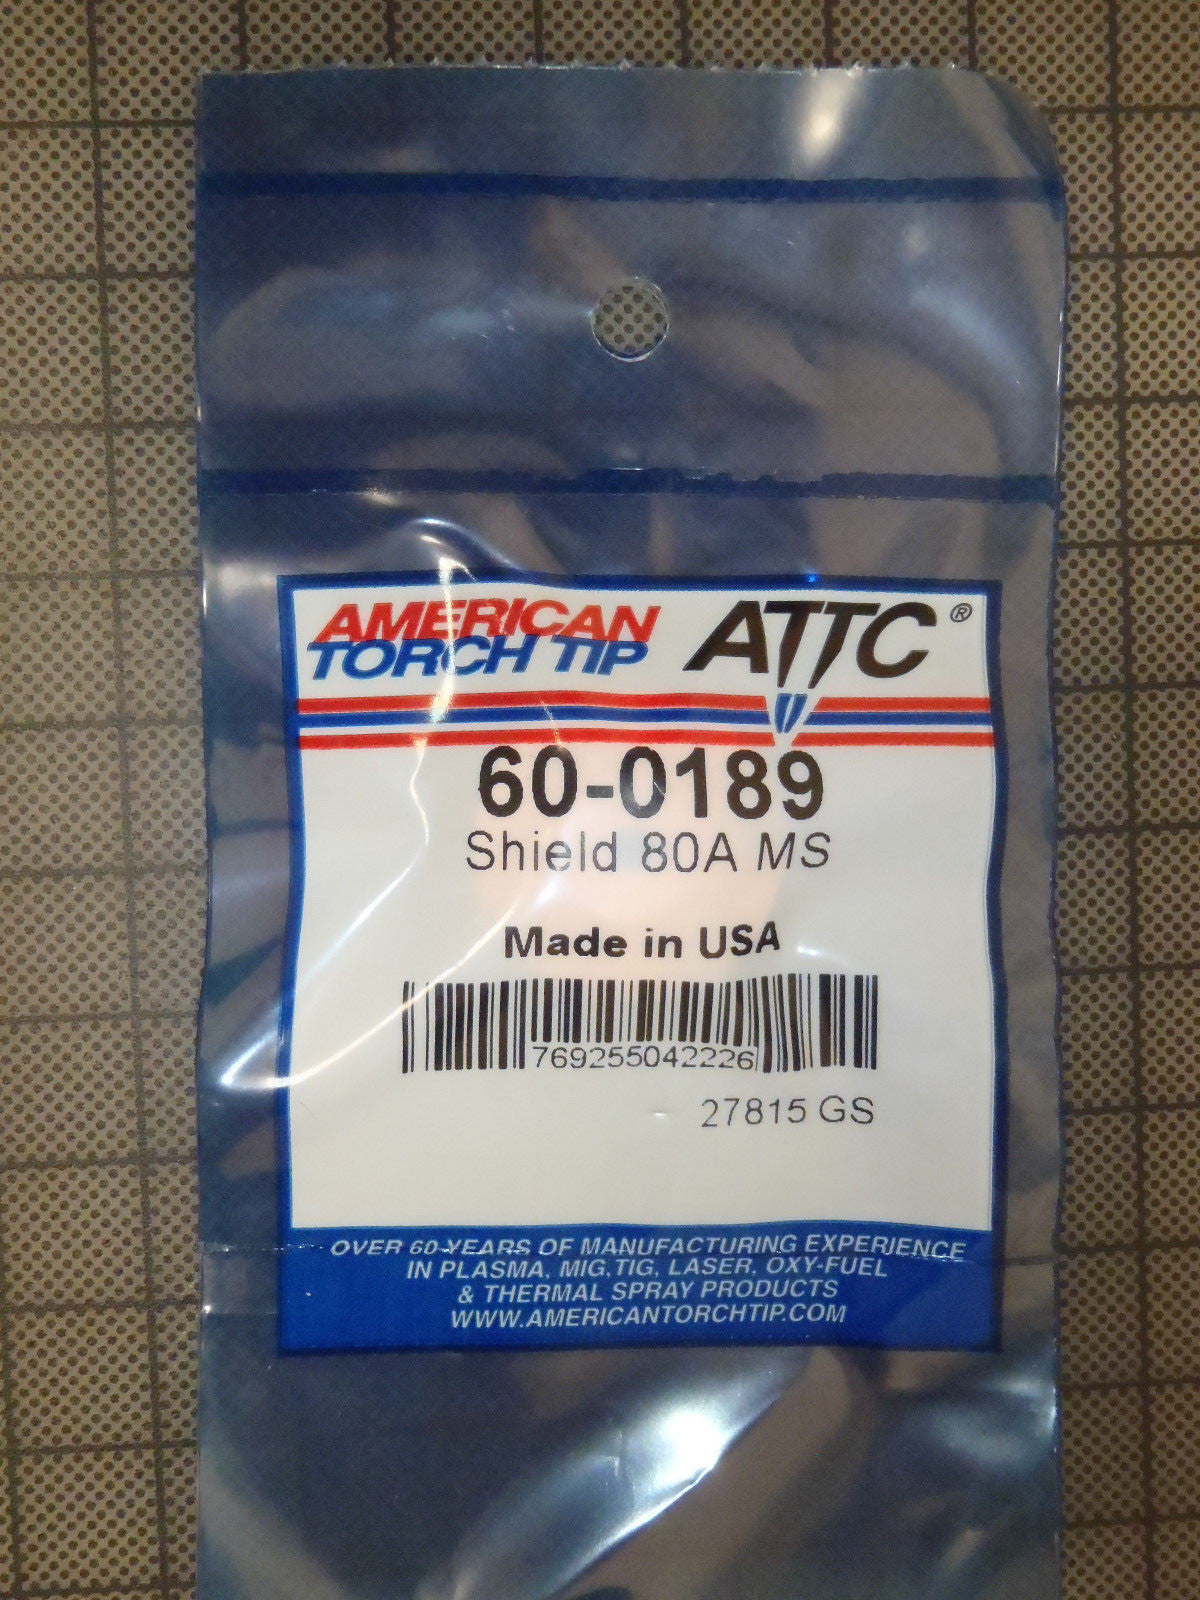 AMERICAN
TORCH TIP
ATTC®
60-0189
Shield 80A MS
Made in USA
769255042226
27815 GS
OVER 60 YEARS OF MANUFACTURING EXPERIENCE
IN PLASMA, MIG,TIG, LASER, OXY-FUEL
& THERMAL SPRAY PRODUCTS
WWW.AMERICANTORCHTIP.COM